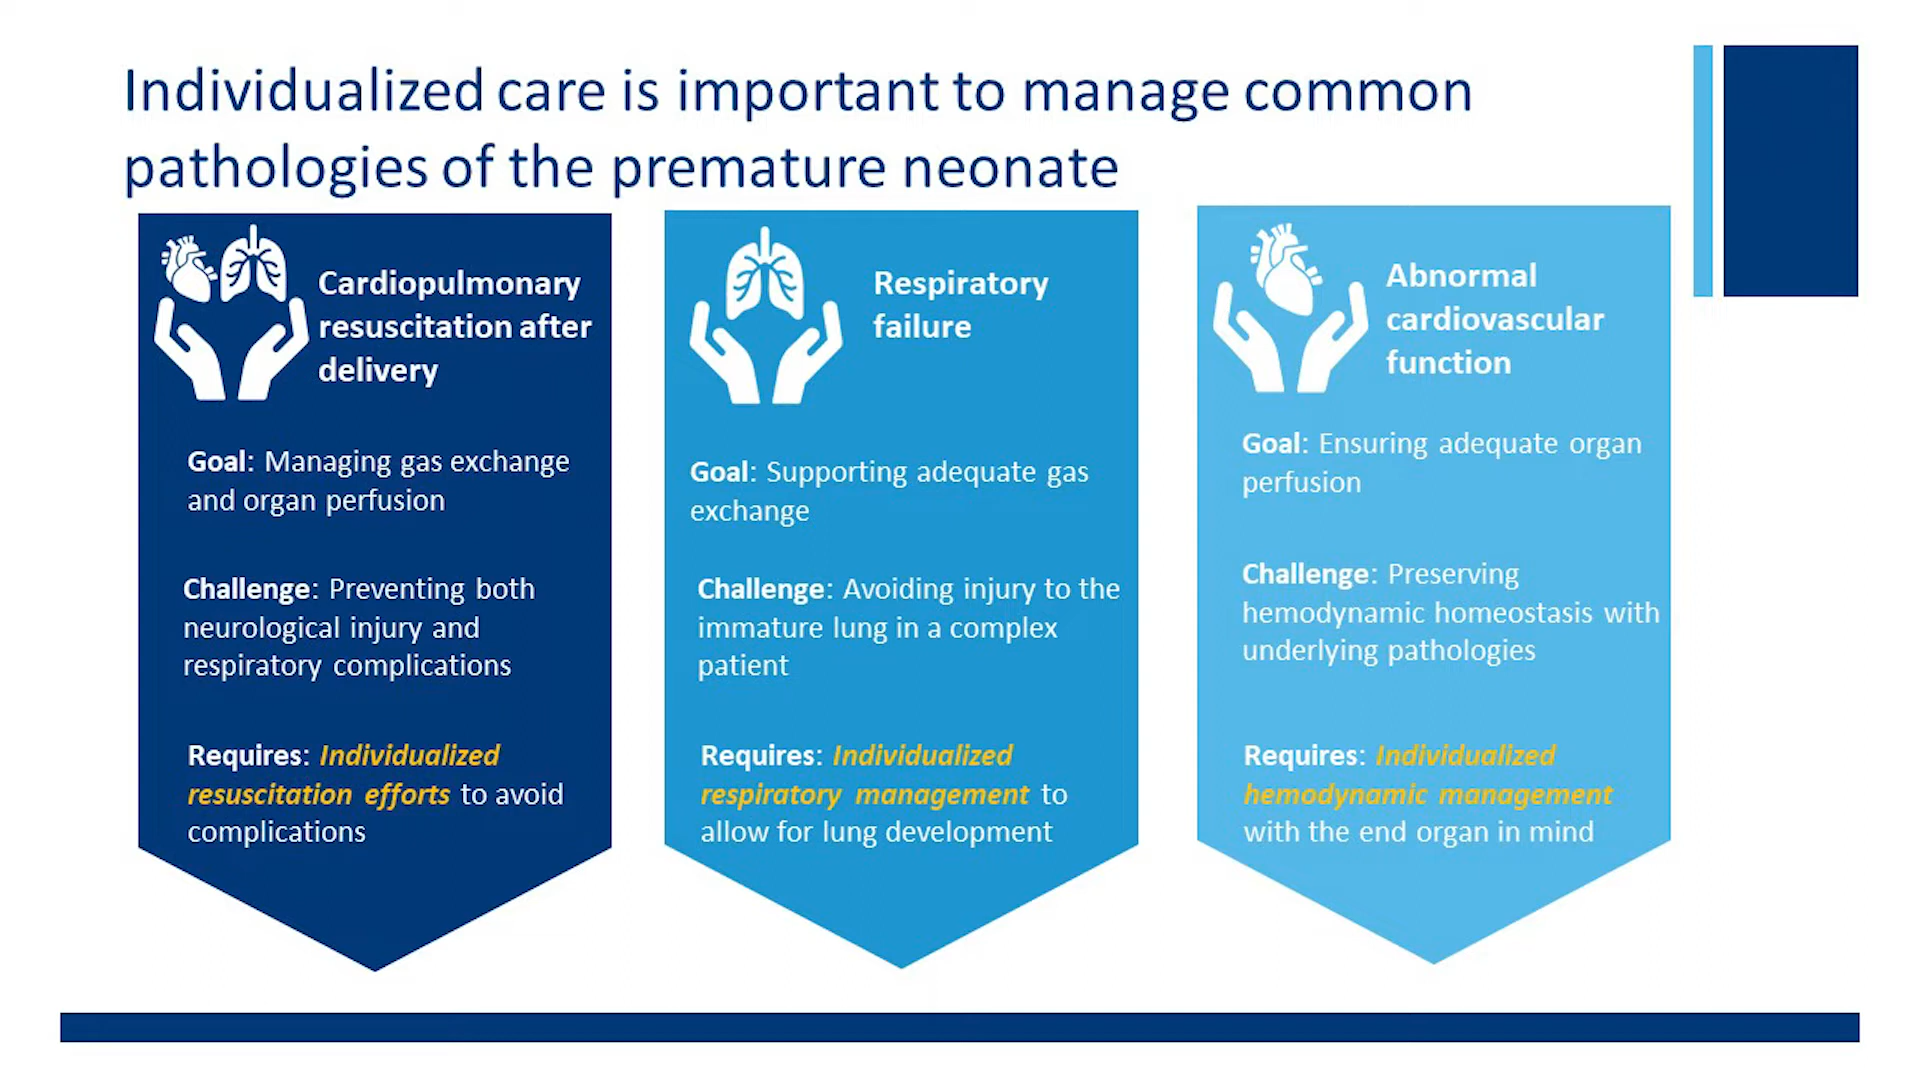 Individualized care is important to manage common
pathologies of the premature neonate
Cardiopulmonary
resuscitation after
delivery
Goal: Managing gas exchange
and organ perfusion
Challenge: Preventing both
neurological injury and
respiratory complications
Requires: Individualized
resuscitation efforts to avoid
complications
Respiratory
failure
Goal: Supporting adequate gas
exchange
Challenge: Avoiding injury to the
immature lung in a complex
patient
Requires: Individualized
respiratory management to
allow for lung development
Abnormal
cardiovascular
function
Goal: Ensuring adequate organ
perfusion
Challenge: Preserving
hemodynamic homeostasis with
underlying pathologies
Requires: Individualized
hemodynamic management
with the end organ in mind